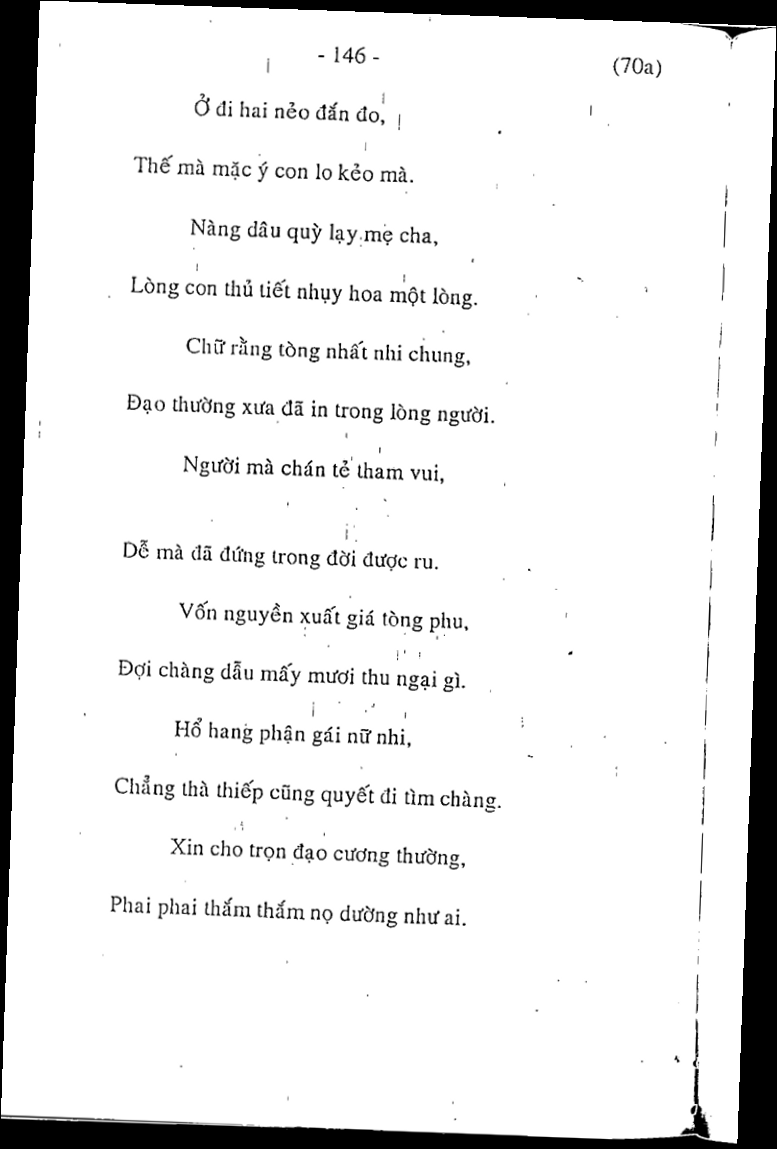 - 146 -
(70a)
Ở đi hai nẻo đắn đo,
Thế mà mặc ý con lo kẻo mà.
Nàng dâu quỳ lạy mẹ cha,
Lòng con thủ tiết nhụy hoa một lòng.
Chữ rằng tòng nhất nhi chung,
Đạo thường xưa đã in trong lòng người.
Người mà chán tẻ tham vui,
Dễ mà đã đứng trong đời được ru.
Vốn nguyền xuất giá tòng phu,
Đợi chàng dẫu mấy mươi thu ngại gì.
Hổ hang phận gái nữ nhi,
Chẳng thà thiếp cũng quyết đi tìm chàng.
Xin cho trọn đạo cương thường,
Phai phai thắm thắm nọ dường như ai.